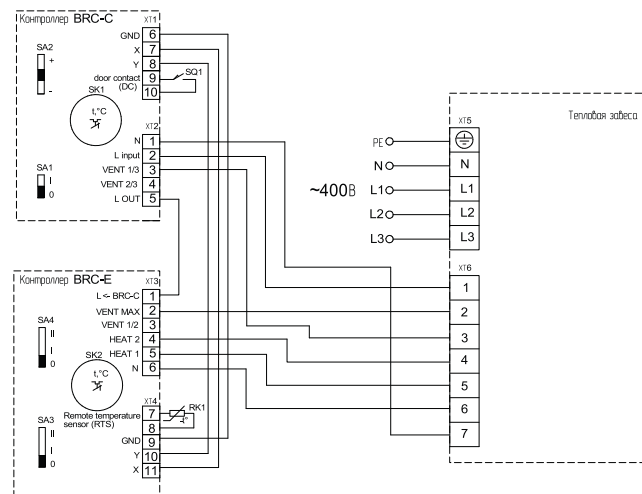 Контроллер BRC-C
XT1
SA2
+
-
GND 6
X 7
Y 8
door contact (DC) 9
10
SQ1
SK1
t,°C
XT2
N 1
L input 2
VENT 1/3 3
VENT 2/3 4
L OUT 5
SA1
I
0
Контроллер BRC-E
XT3
L <- BRC-C 1
VENT MAX 2
VENT 1/2 3
HEAT 2 4
HEAT 1 5
N 6
SA4
II
I
0
SK2
t,°C
XT4
7
RK1
t°
Remote temperature
sensor (RTS) 8
GND 9
Y 10
X 11
SA3
II
I
0
Тепловая завеса
XT5
PE
N N
~400В
L1 L1
L2 L2
L3 L3
XT6
1
2
3
4
5
6
7